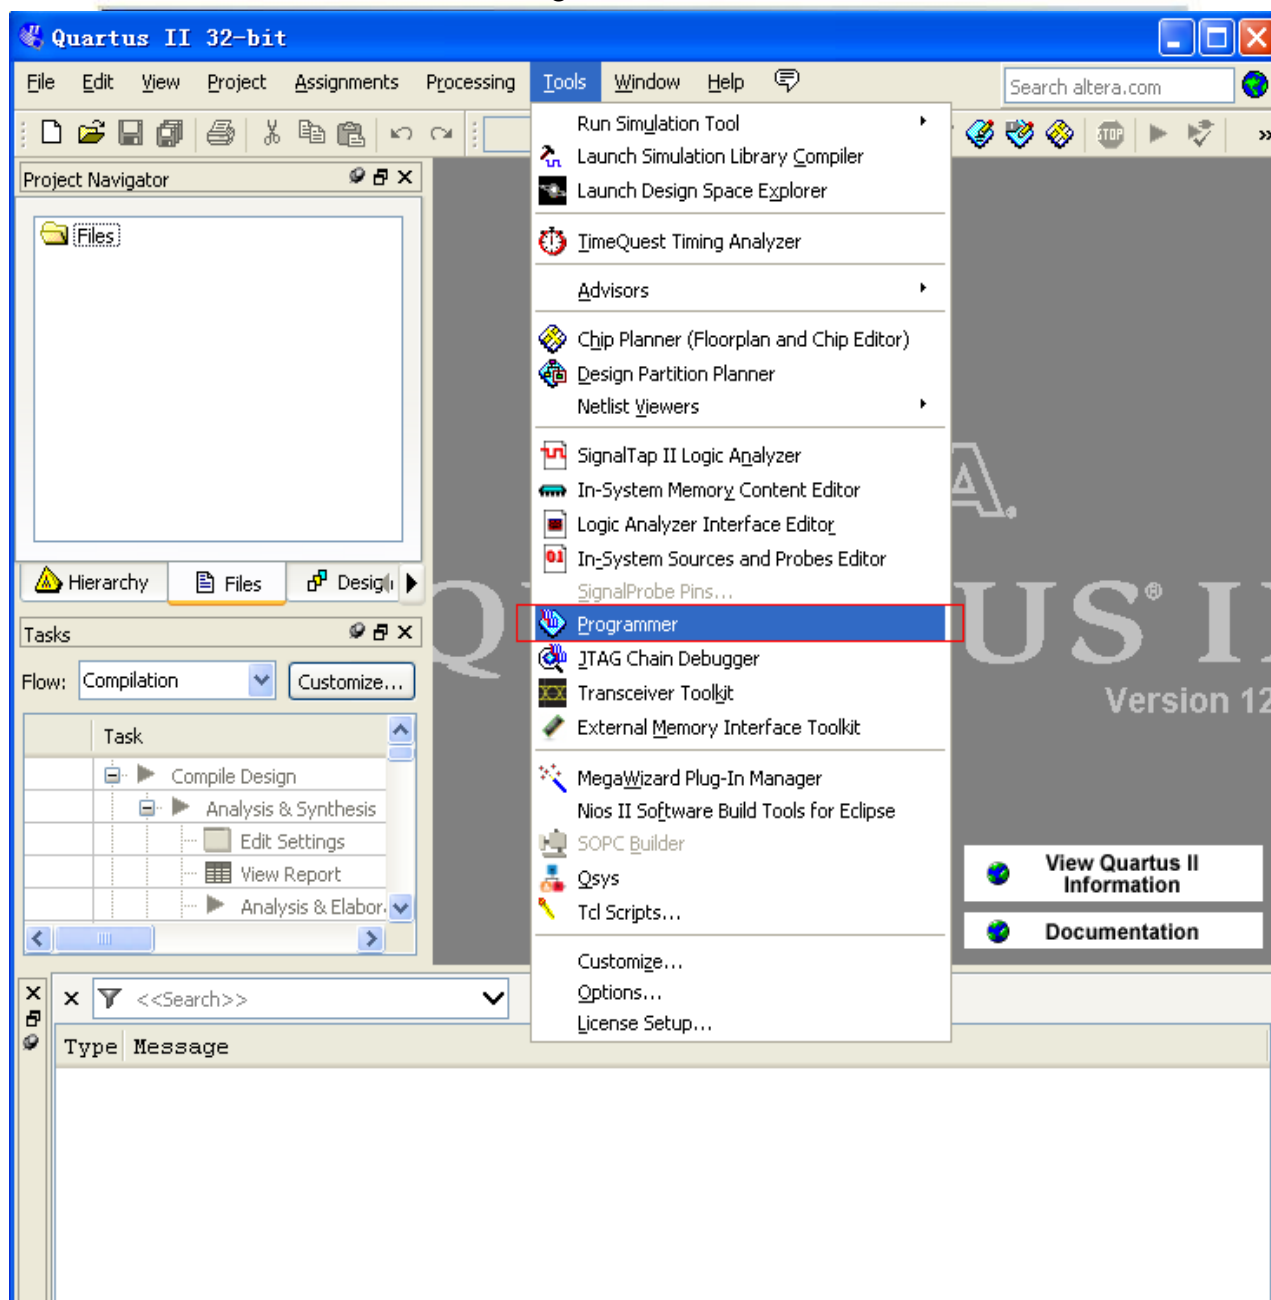 Quartus II 32-bit
File Edit View Project Assignments Processing Tools Window Help Search altera.com
STOP
Project Navigator
Files
Hierarchy Files
Tasks
Flow: Compilation Customize...
Task
Compile Design
Analysis & Synthesis
Edit Settings
View Report
Analysis & Elabor
Run Simulation Tool
Launch Simulation Library Compiler
Launch Design Space Explorer
TimeQuest Timing Analyzer
Advisors
Chip Planner (Floorplan and Chip Editor)
Design Partition Planner
Netlist Viewers
SignalTap II Logic Analyzer
In-System Memory Content Editor
Logic Analyzer Interface Editor
In-System Sources and Probes Editor
SignalProbe Pins...
Programmer
JTAG Chain Debugger
Transceiver Toolkit
External Memory Interface Toolkit
MegaWizard Plug-In Manager
Nios II Software Build Tools for Eclipse
SOPC Builder
Qsys
Tcl Scripts...
Customize...
Options...
License Setup...
A.
Q US® I
Version 12
View Quartus II
Information
Documentation
<<Search>>
Type Message